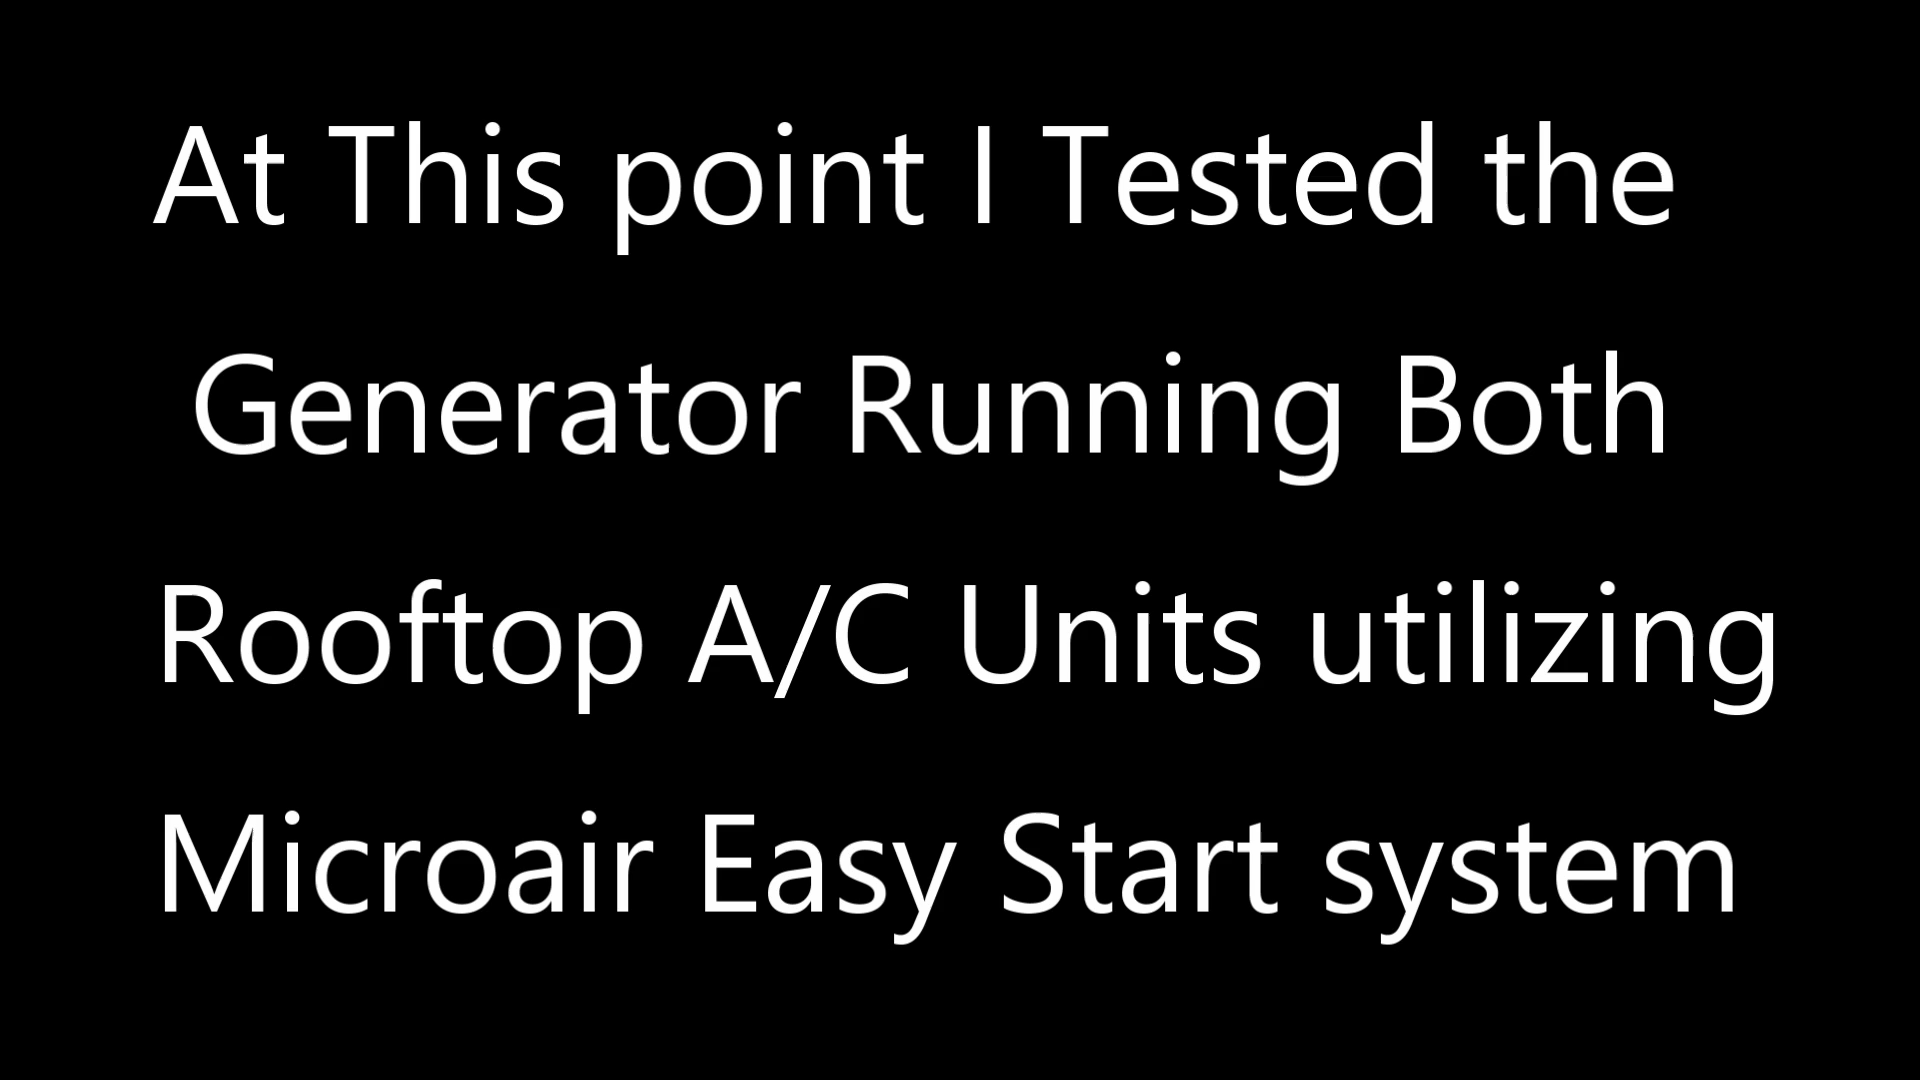 At This point I Tested the
Generator Running Both
Rooftop A/C Units utilizing
Microair Easy Start system